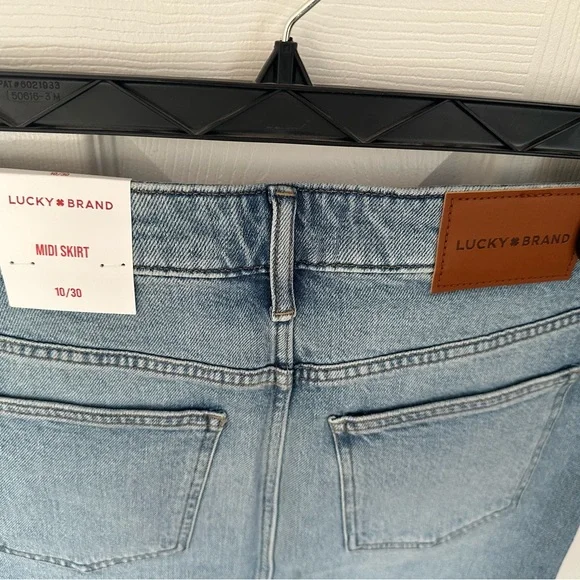 PAT#6021933
LUCKY BRAND
MIDI SKIRT
10/30
LUCKY BRAND